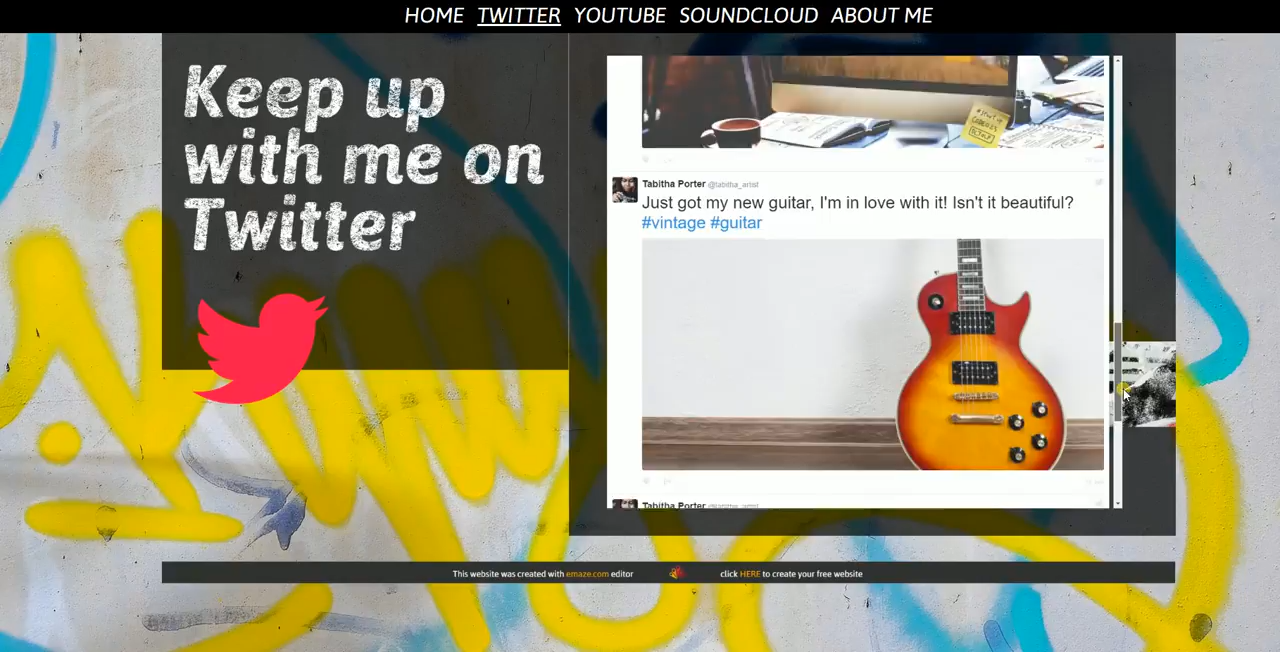 HOME TWITTER YOUTUBE SOUNDCLOUD ABOUT ME
Keep up
with me on
Twitter
Tabitha Porter @tabitha_artist
Just got my new guitar, I'm in love with it! Isn't it beautiful?
#vintage #guitar
Tabitha Porter @tabitha_artist
This website was created with emaze.com editor
click HERE to create your free website